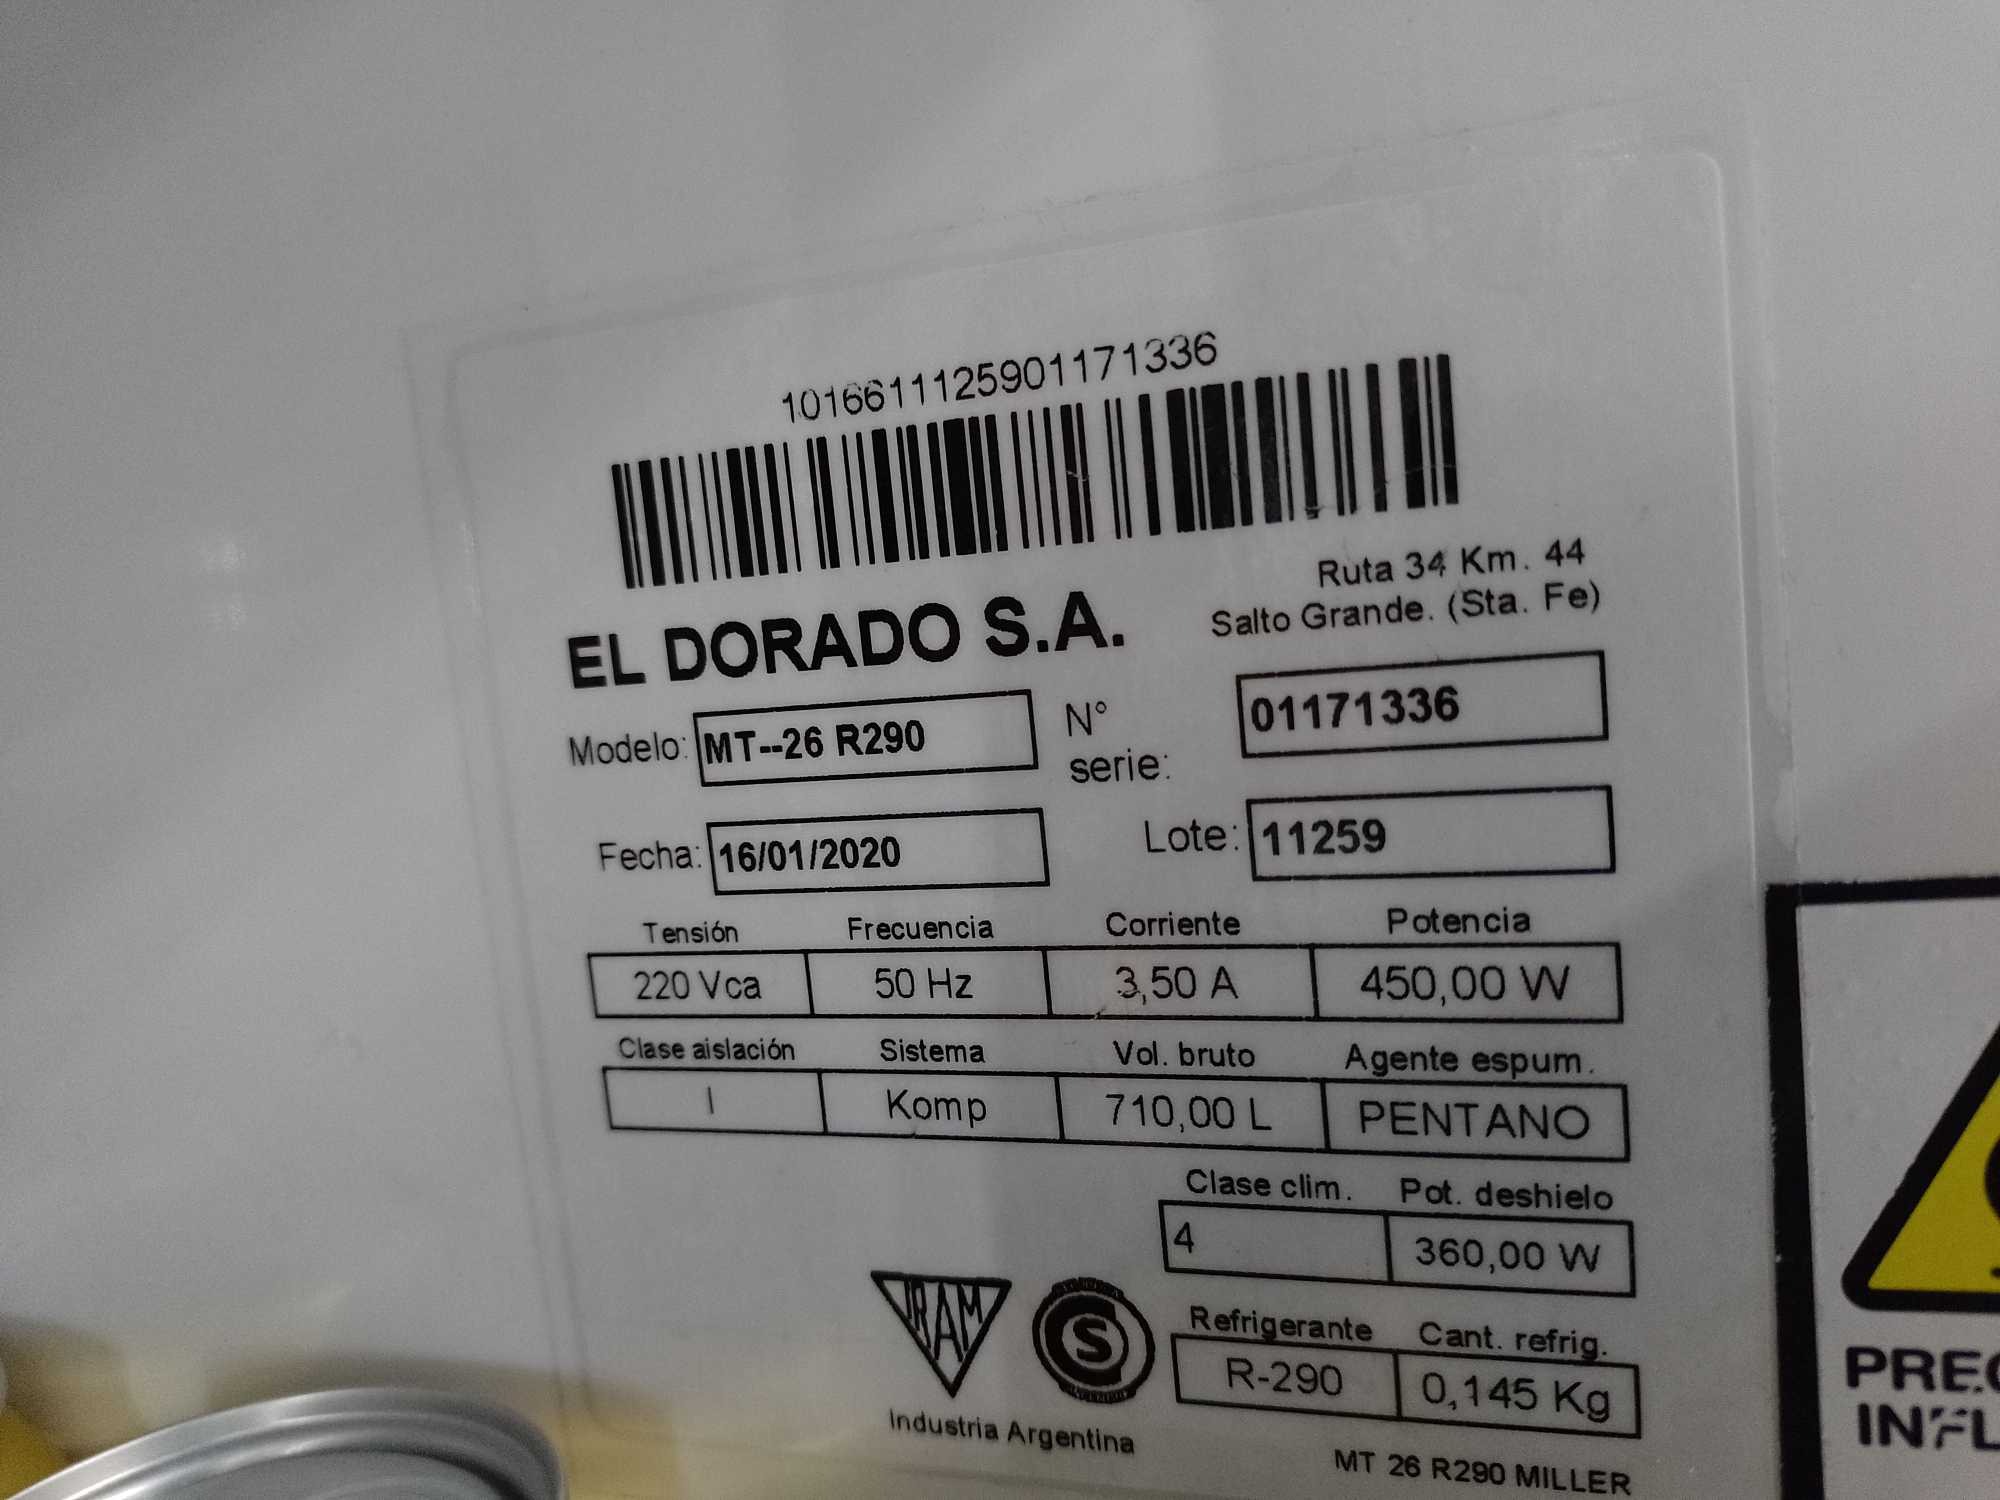 1016611125901171336
EL DORADO S.A.
Ruta 34 Km. 44
Salto Grande. (Sta. Fe)
Modelo: MT--26 R290
N° serie: 01171336
Fecha: 16/01/2020
Lote: 11259
Tensión Frecuencia Corriente Potencia
220 Vca 50 Hz 3,50 A 450,00 W
Clase aislación Sistema Vol. bruto Agente espum.
I Komp 710,00 L PENTANO
Clase clim. Pot. deshielo
4 360,00 W
IRAM S
Refrigerante Cant. refrig.
R-290 0,145 Kg
Industria Argentina
MT 26 R290 MILLER